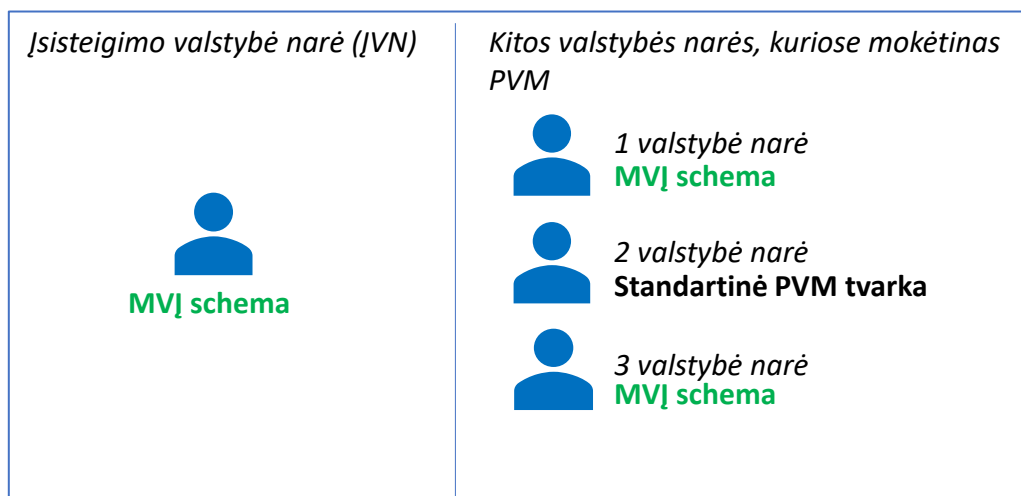 Įsisteigimo valstybė narė (ĮVN)
MVĮ schema
Kitos valstybės narės, kuriose mokėtinas
PVM
1 valstybė narė
MVĮ schema
2 valstybė narė
Standartinė PVM tvarka
3 valstybė narė
MVĮ schema